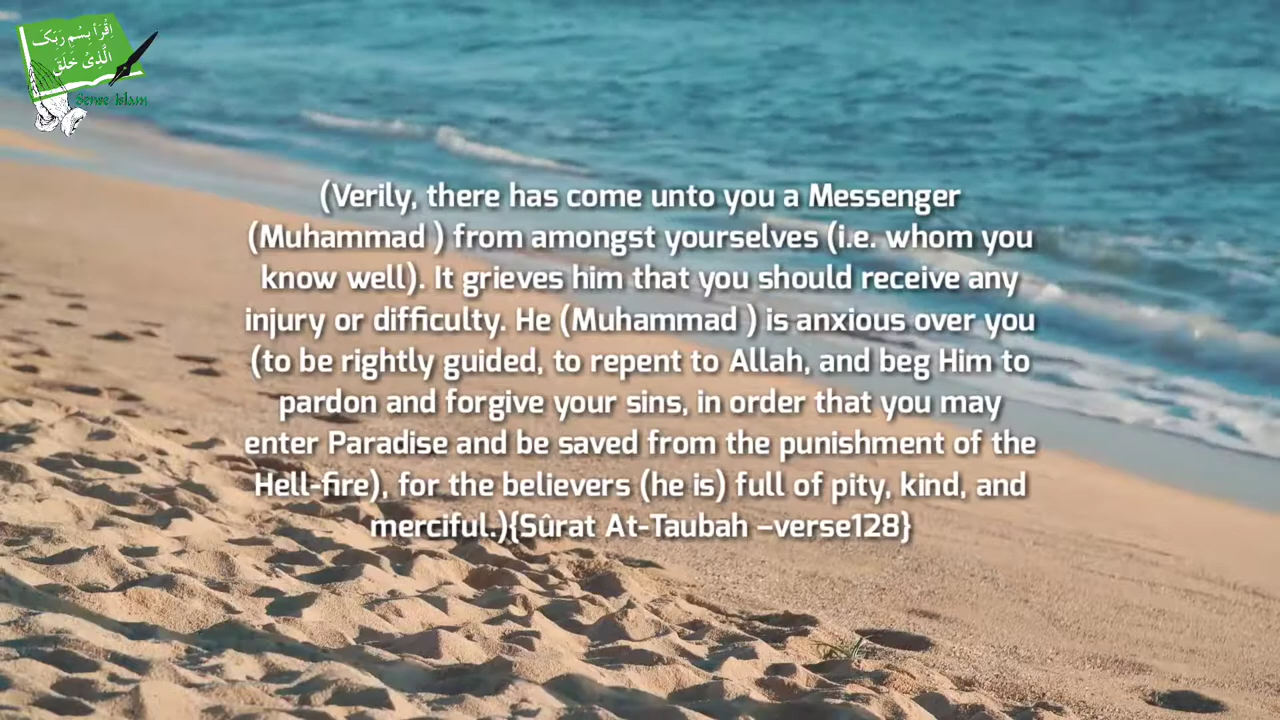 اِقْرَأْ بِسْمِ رَبِّكَ
الَّذِیْ خَلَقَ
Sense Islam
(Verily, there has come unto you a Messenger
(Muhammad ) from amongst yourselves (i.e. whom you
know well). It grieves him that you should receive any
injury or difficulty. He (Muhammad ) is anxious over you
(to be rightly guided, to repent to Allah, and beg Him to
pardon and forgive your sins, in order that you may
enter Paradise and be saved from the punishment of the
Hell-fire), for the believers (he is) full of pity, kind, and
merciful.){Sûrat At-Taubah –verse128}